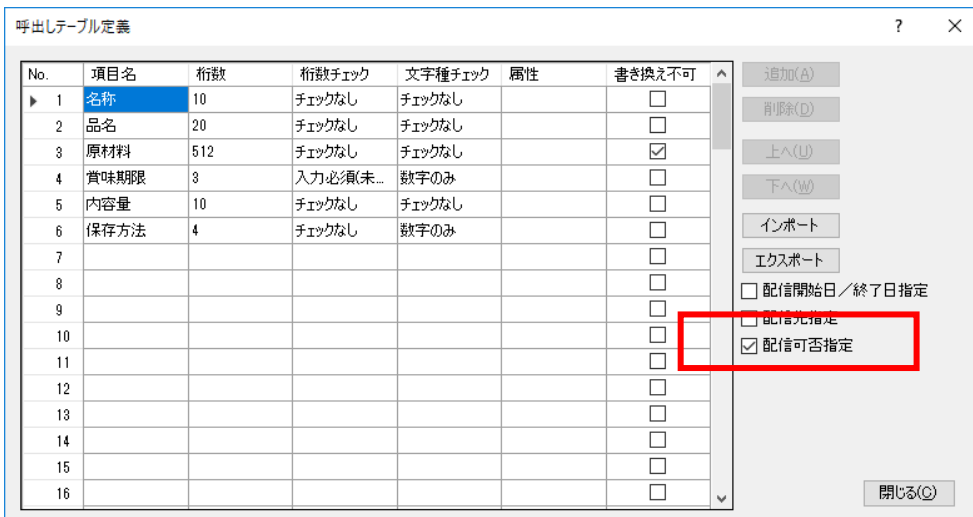 呼出しテーブル定義 ?
No. 項目名 桁数 桁数チェック 文字種チェック 属性 書き換え不可
1 名称 10 チェックなし チェックなし
2 品名 20 チェックなし チェックなし
3 原材料 512 チェックなし チェックなし
4 賞味期限 3 入力必須(未... 数字のみ
5 内容量 10 チェックなし チェックなし
6 保存方法 4 チェックなし 数字のみ
7
8
9
10
11
12
13
14
15
16
追加(A)
削除(D)
上へ(U)
下へ(W)
インポート
エクスポート
配信開始日／終了日指定
配信先指定
配信可否指定
閉じる(C)